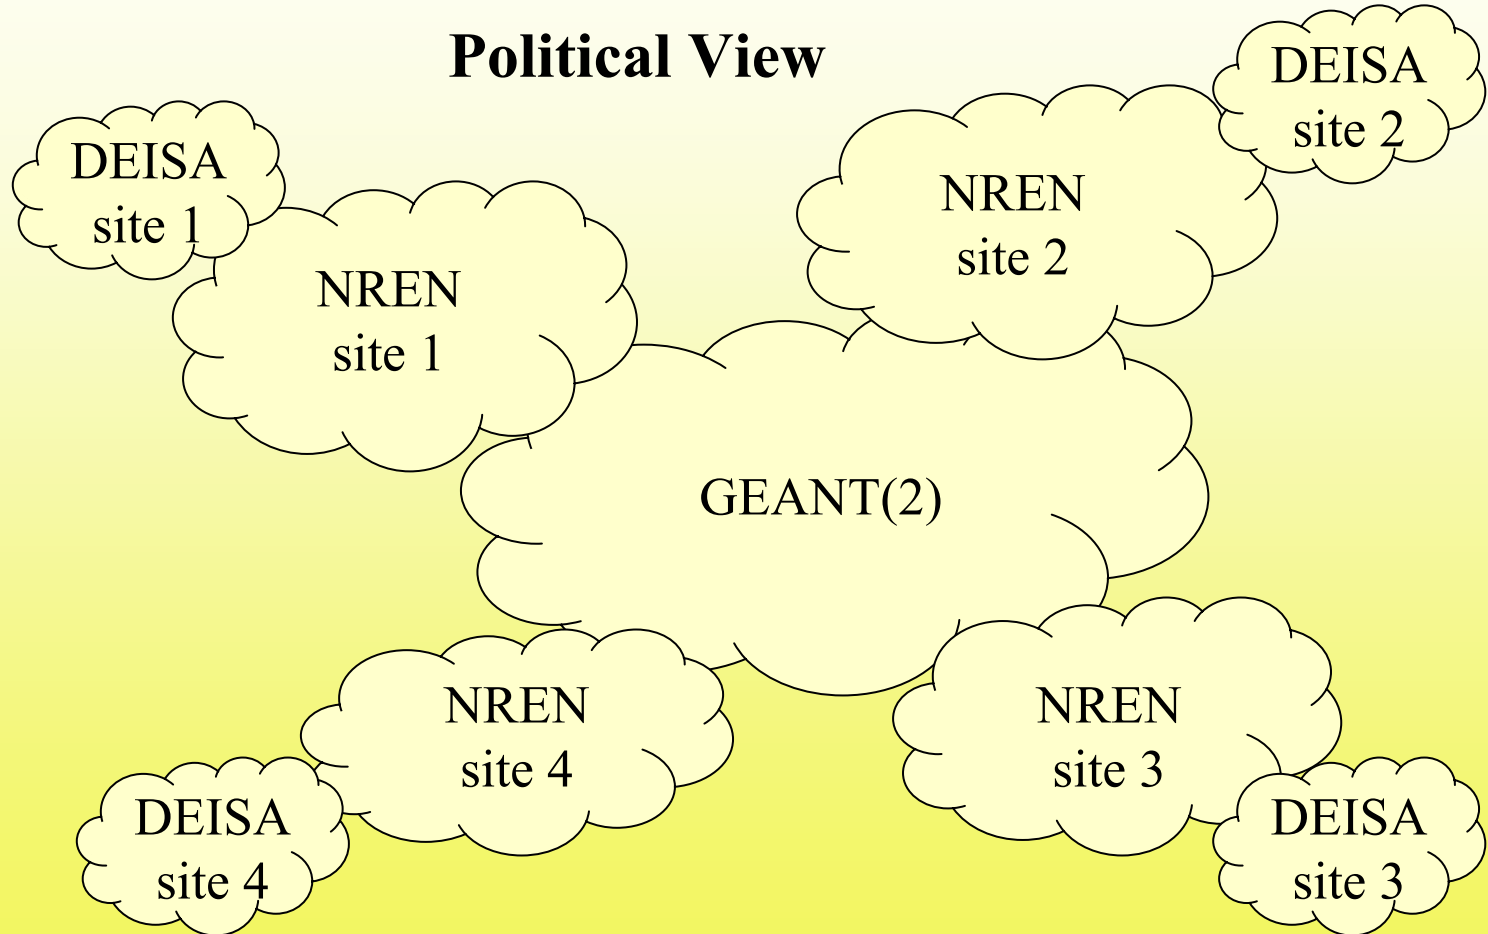 Political View
DEISA
site 1
DEISA
site 2
NREN
site 1
NREN
site 2
GEANT(2)
NREN
site 4
NREN
site 3
DEISA
site 4
DEISA
site 3